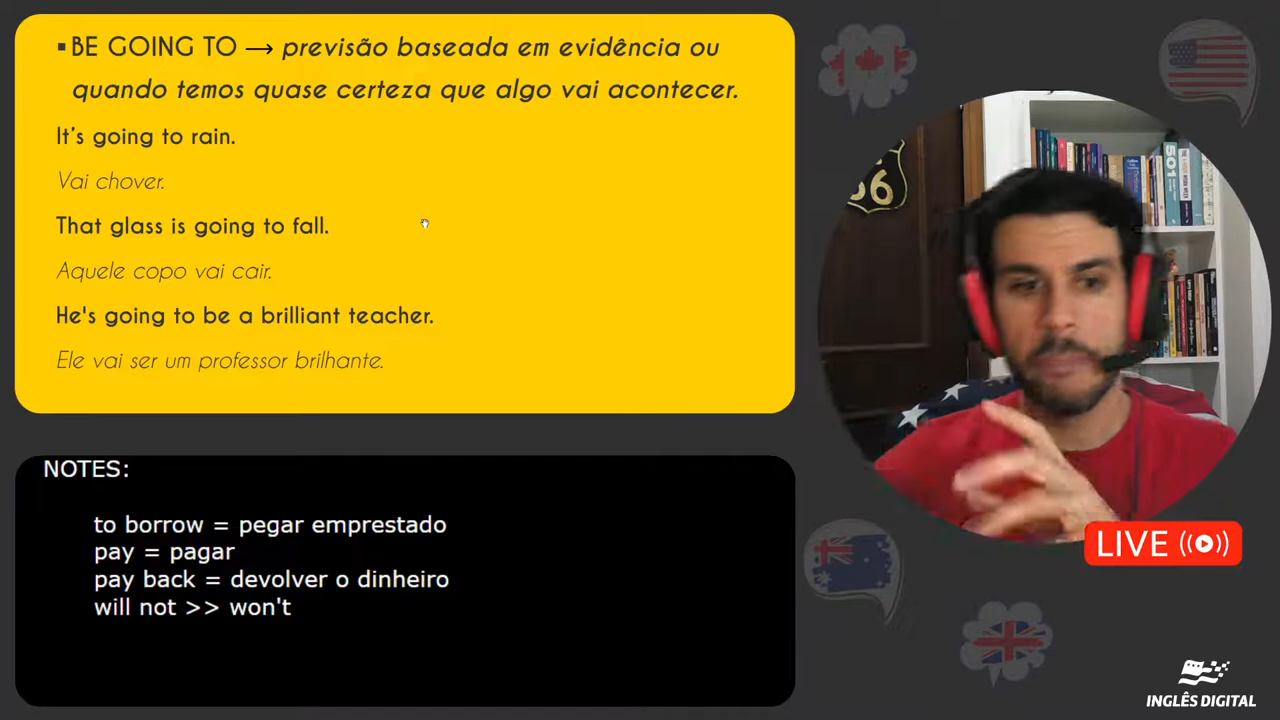 ▪BE GOING TO → previsão baseada em evidência ou
quando temos quase certeza que algo vai acontecer.
It's going to rain.
Vai chover.
That glass is going to fall.
Aquele copo vai cair.
He's going to be a brilliant teacher.
Ele vai ser um professor brilhante.
NOTES:
to borrow = pegar emprestado
pay = pagar
pay back = devolver o dinheiro
will not >> won't
66
501
LIVE
INGLÊS DIGITAL